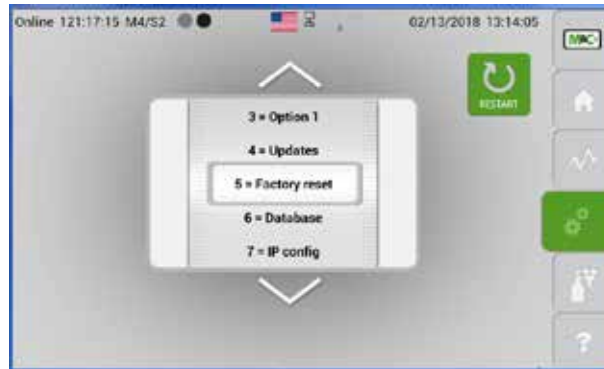 Online 121:17:15 M4/S2
02/13/2018 13:14:05
RESTART
3 = Option 1
4 = Updates
5 = Factory reset
6 = Database
7 = IP config
?